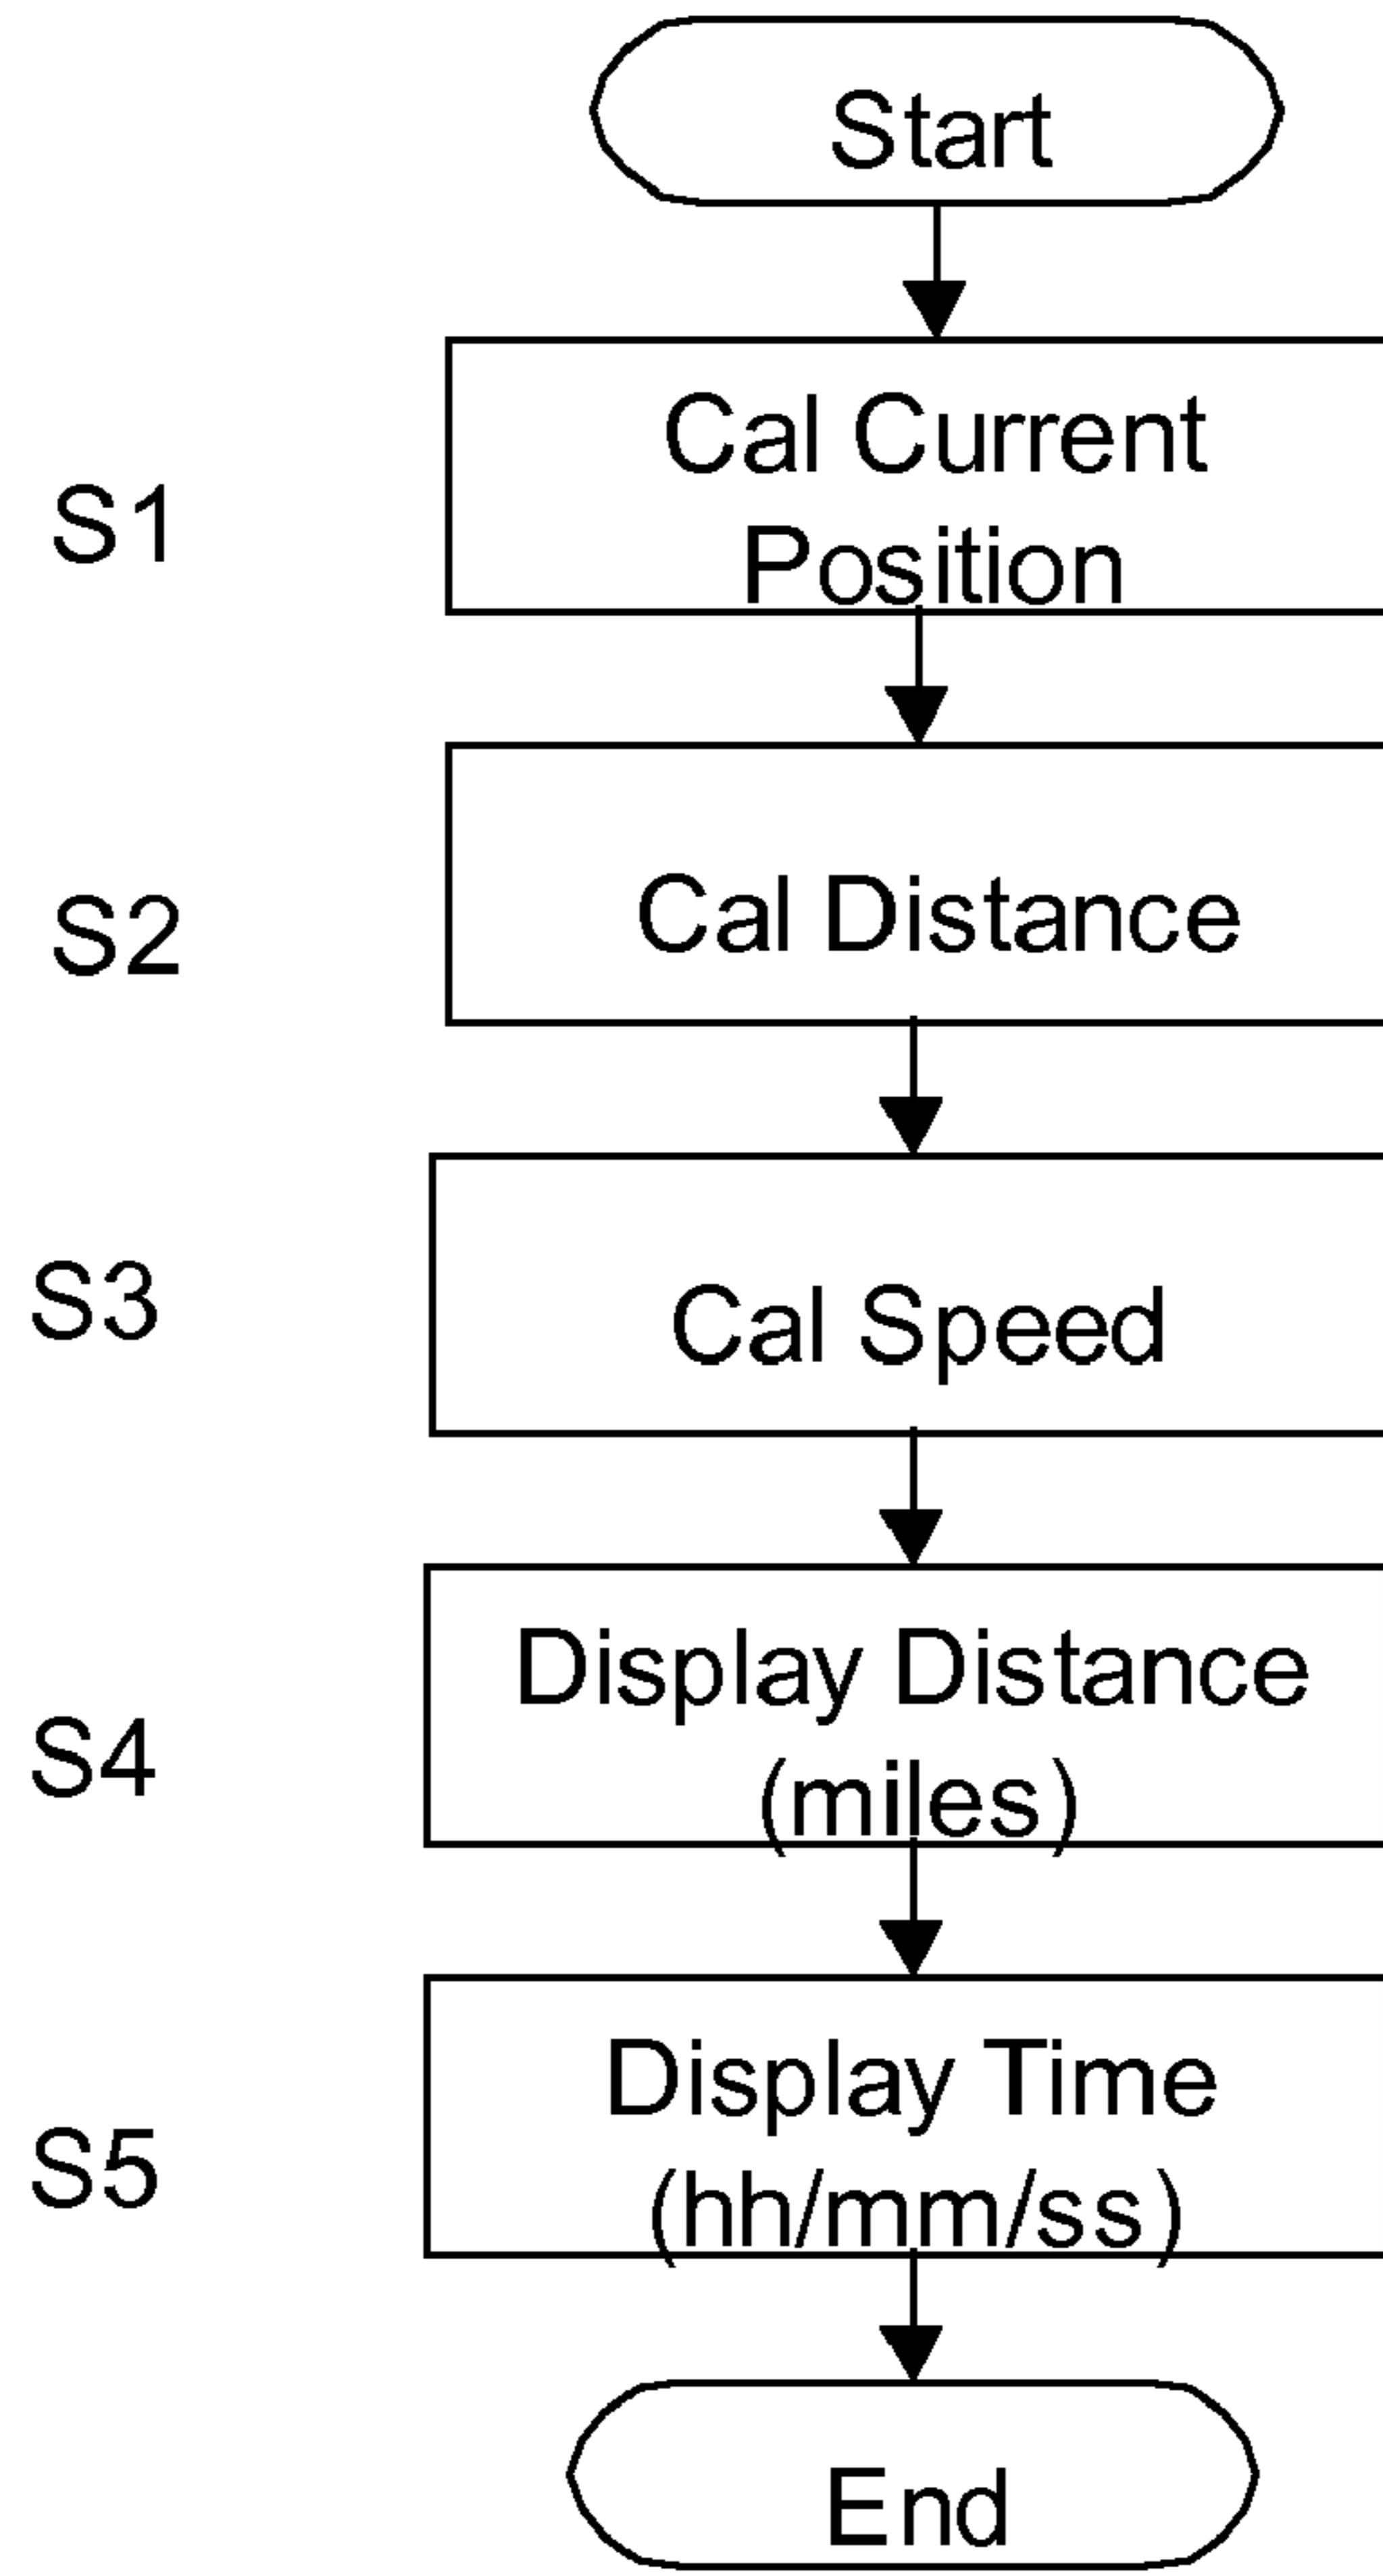 Start
S1
Cal Current
Position
S2
Cal Distance
S3
Cal Speed
S4
Display Distance
(miles)
S5
Display Time
(hh/mm/ss)
End